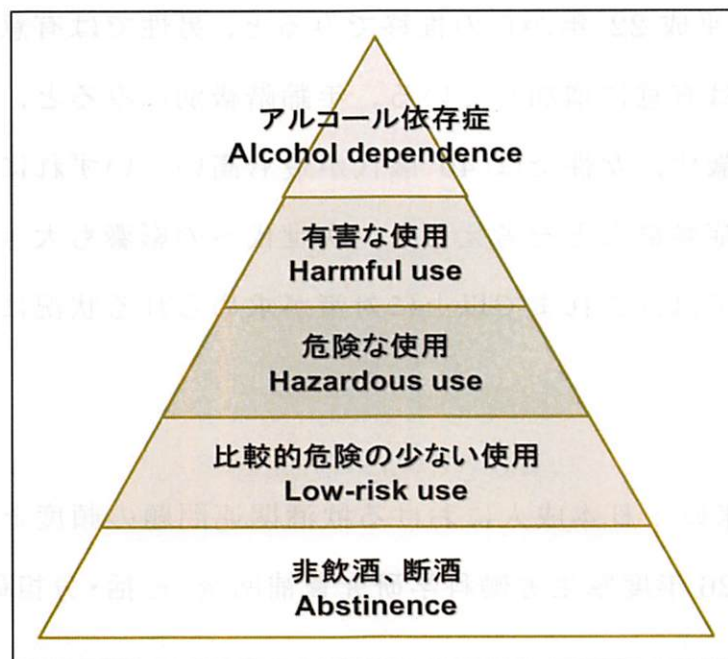 アルコール依存症
Alcohol dependence
有害な使用
Harmful use
危険な使用
Hazardous use
比較的危険の少ない使用
Low-risk use
非飲酒、断酒
Abstinence